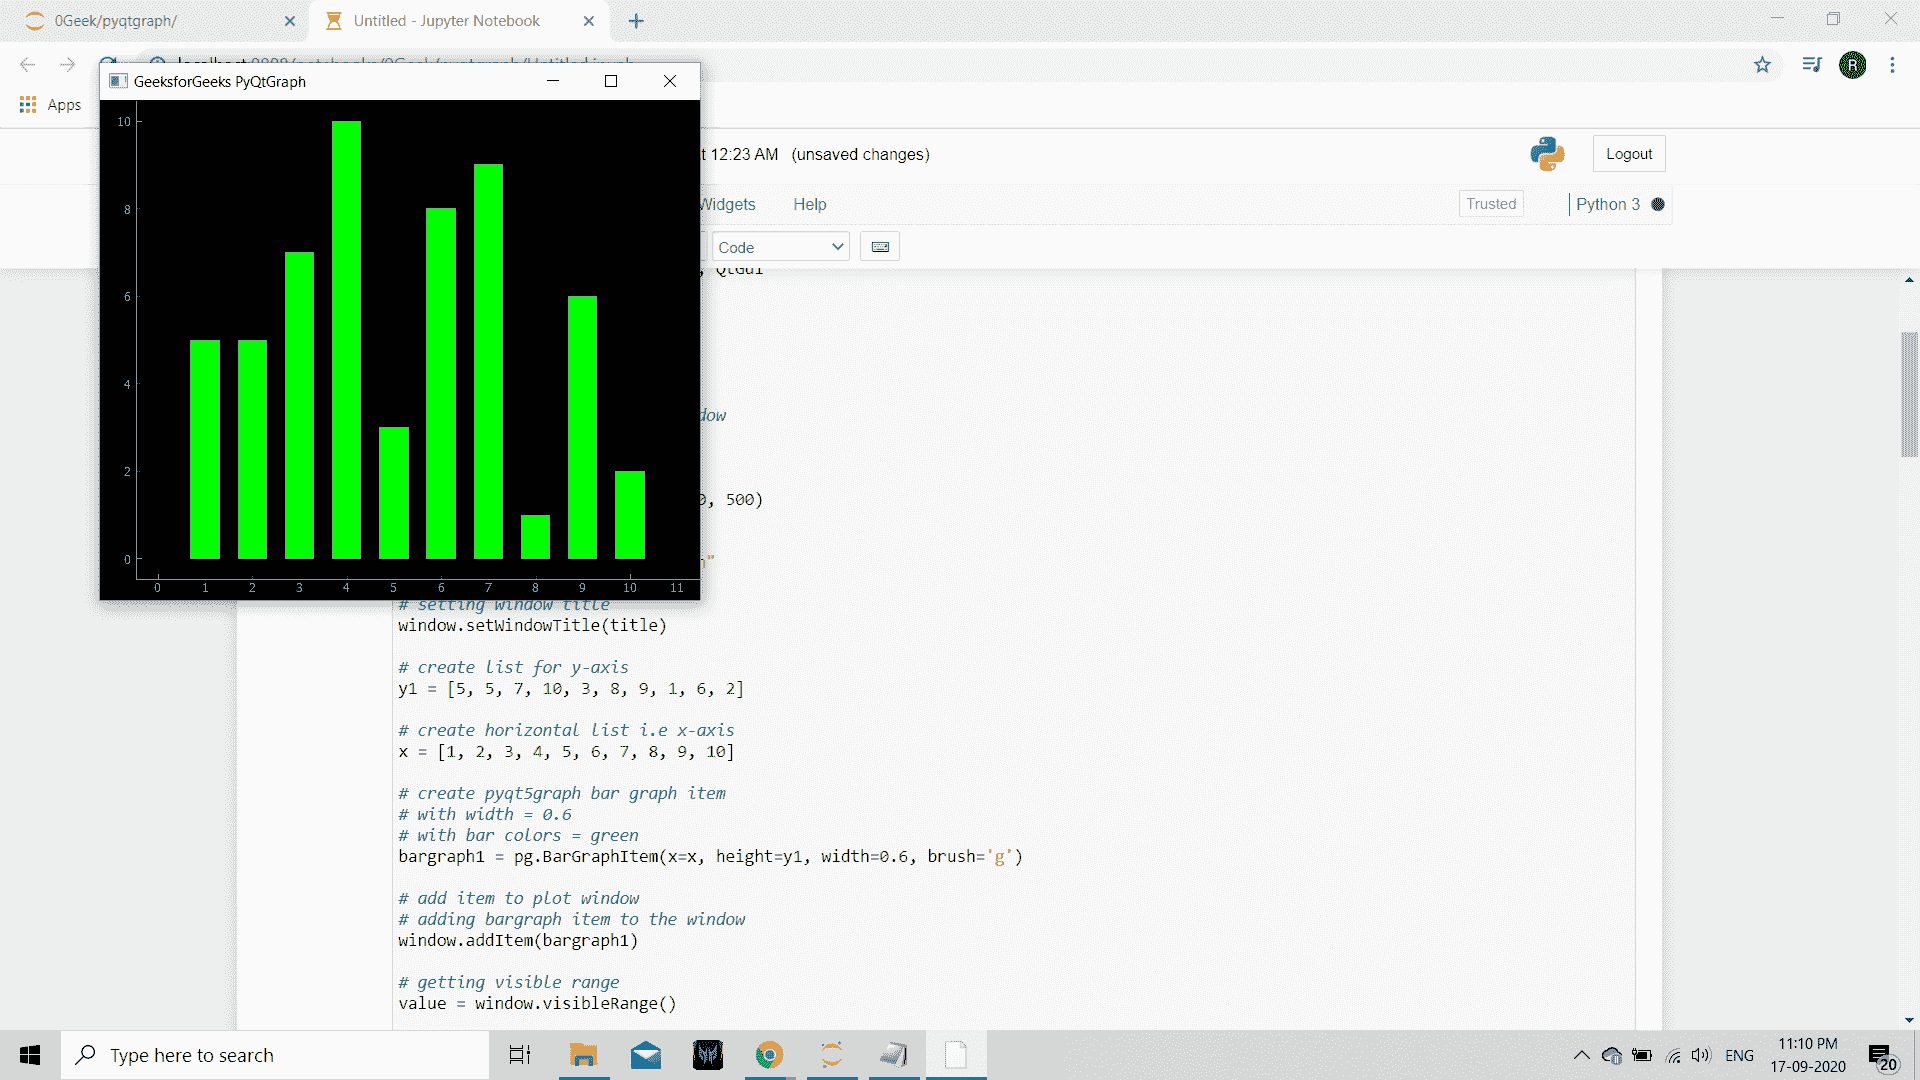 0Geek/pyqtgraph/
Untitled - Jupyter Notebook
GeeksforGeeks PyQtGraph
Apps
t 12:23 AM (unsaved changes)
Logout
Widgets
Help
Trusted
Python 3
Code
, QtGui
10
8
6
4
2
0
0 1 2 3 4 5 6 7 8 9 10 11
dow
0, 500)
h"
# setting window title
window.setWindowTitle(title)
# create list for y-axis
y1 = [5, 5, 7, 10, 3, 8, 9, 1, 6, 2]
# create horizontal list i.e x-axis
x = [1, 2, 3, 4, 5, 6, 7, 8, 9, 10]
# create pyqt5graph bar graph item
# with width = 0.6
# with bar colors = green
bargraph1 = pg.BarGraphItem(x=x, height=y1, width=0.6, brush='g')
# add item to plot window
# adding bargraph item to the window
window.addItem(bargraph1)
# getting visible range
value = window.visibleRange()
Type here to search
ENG
11:10 PM
17-09-2020
20
R